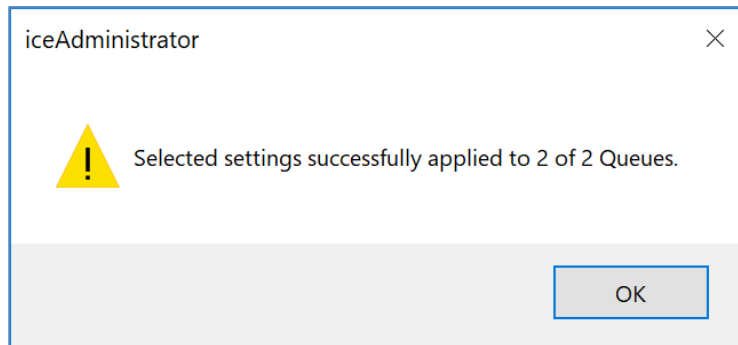 iceAdministrator
Selected settings successfully applied to 2 of 2 Queues.
OK